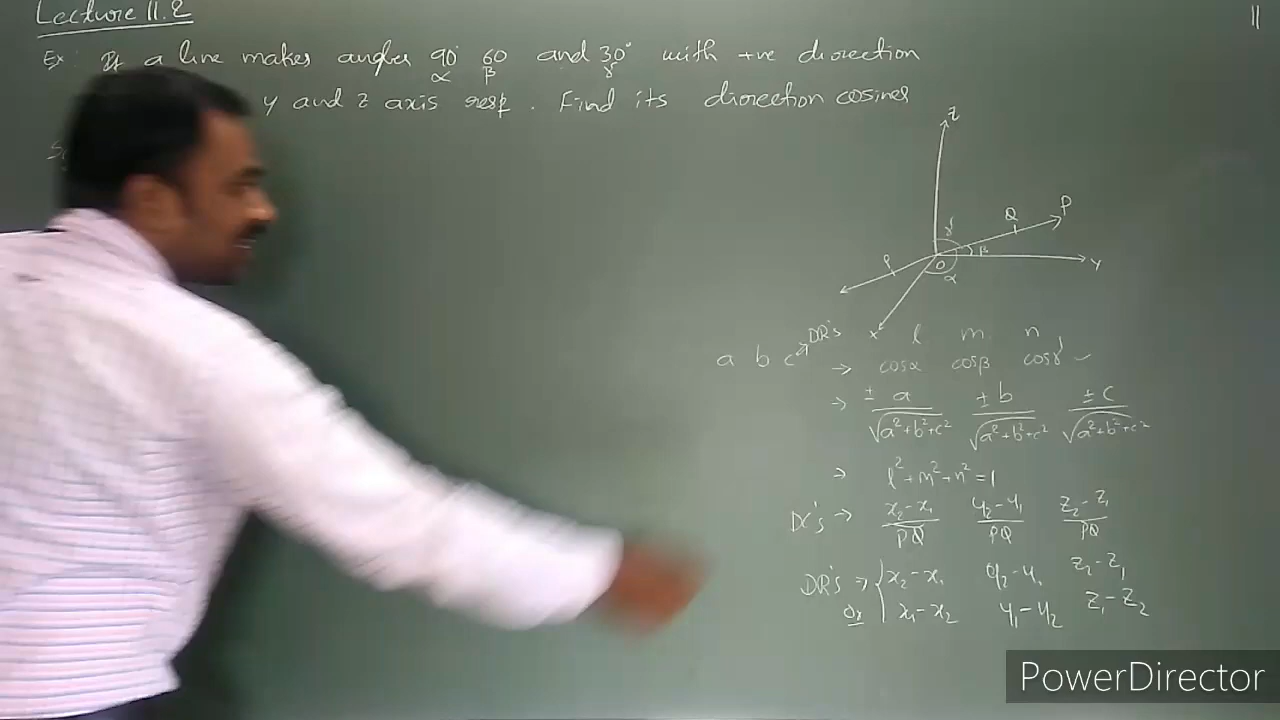 Lecture 11.2
11
Ex: If a line makes angles 90° 60 and 30° with +ve direction
α β γ
y and z axis resp. Find its direction cosines
S
z
P
Q
γ
β
y
P
O
α
x
DR's l m n
a b c
→ cosα cosβ cosγ
→ ± a/√a²+b²+c² ± b/√a²+b²+c² ± c/√a²+b²+c²
→ l²+m²+n²=1
DC's → x₂-x₁/PQ y₂-y₁/PQ z₂-z₁/PQ
DR's ⇒ { x₂-x₁ y₂-y₁ z₂-z₁
Or x₁-x₂ y₁-y₂ z₁-z₂
PowerDirector